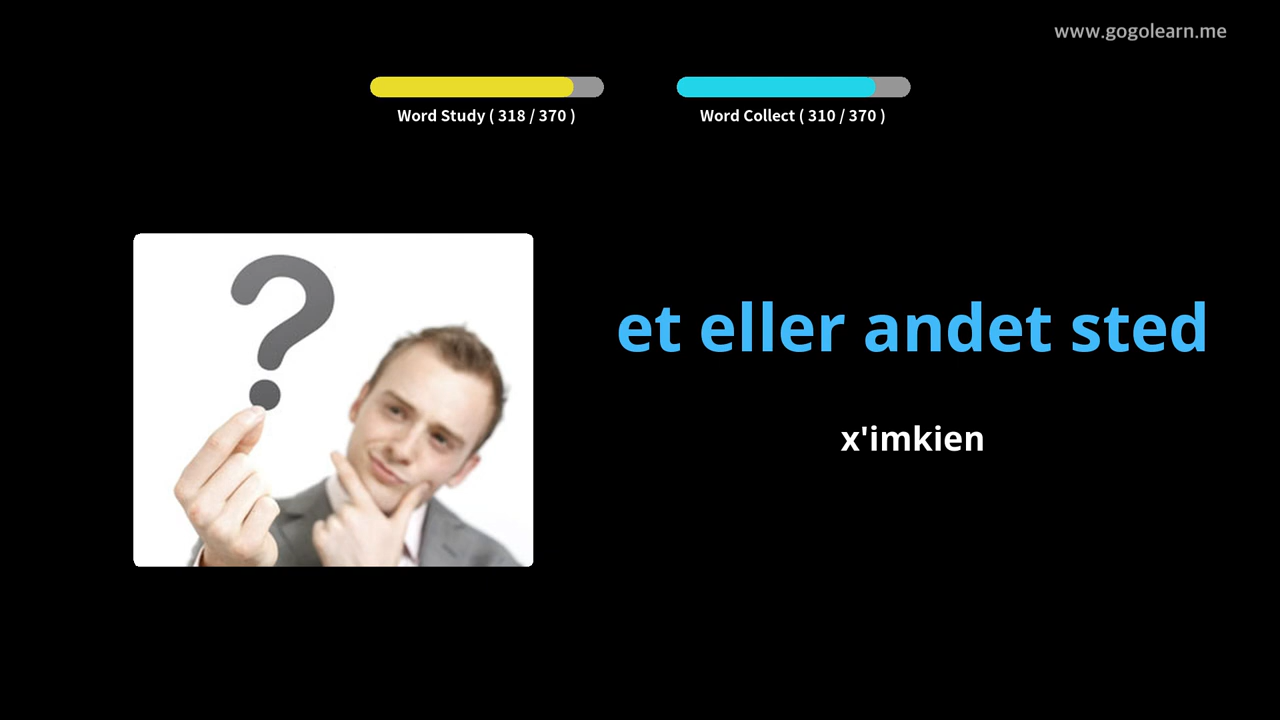 www.gogolearn.me
Word Study ( 318 / 370 )
Word Collect ( 310 / 370 )
et eller andet sted
x'imkien